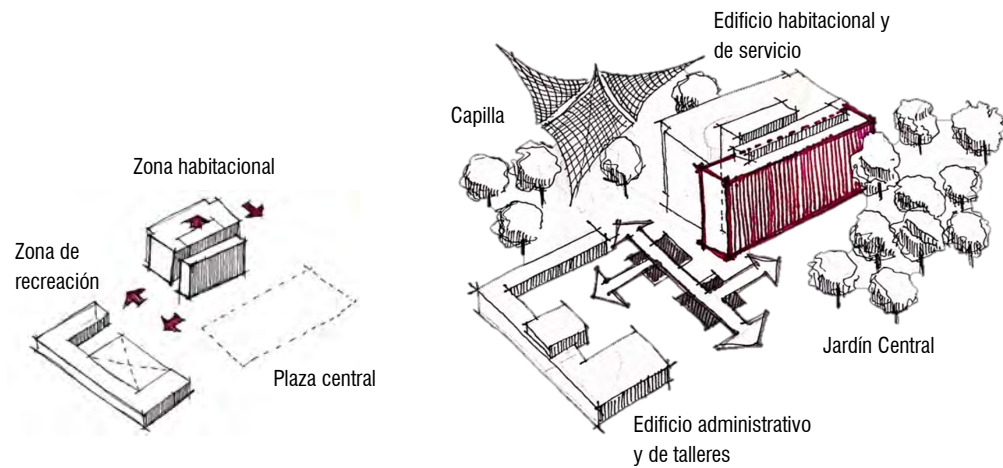 Zona habitacional
Zona de
recreación
Plaza central
Edificio habitacional y
de servicio
Capilla
Jardín Central
Edificio administrativo
y de talleres